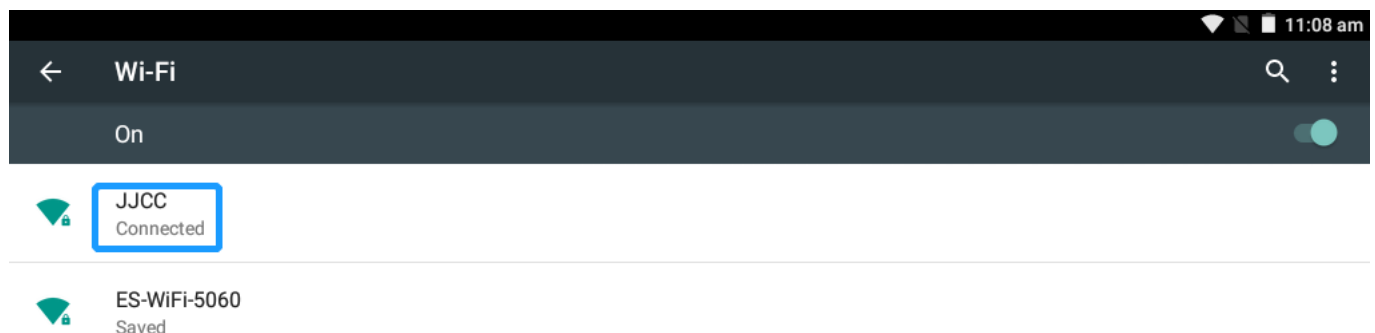 11:08 am
Wi-Fi
On
JJCC
Connected
ES-WiFi-5060
Saved